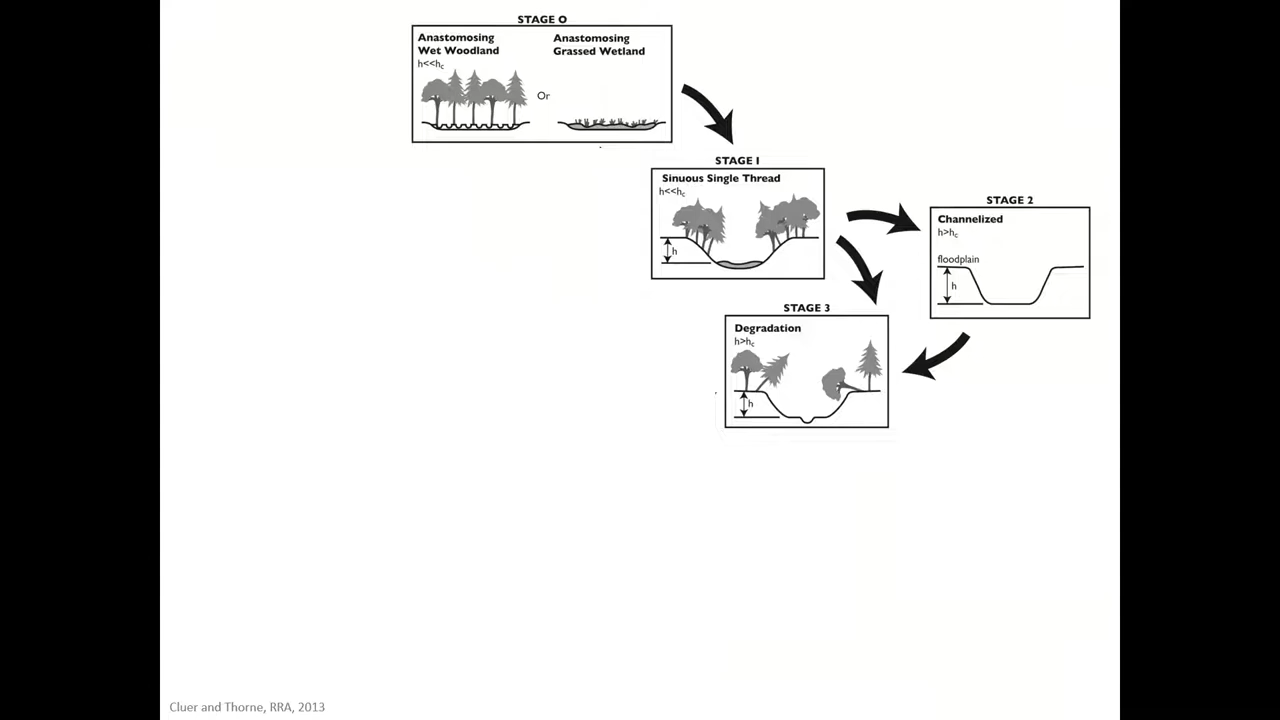 STAGE 0
Anastomosing
Wet Woodland
h<<hc
Or
Anastomosing
Grassed Wetland
STAGE 1
Sinuous Single Thread
h<<hc
h
STAGE 2
Channelized
h>hc
floodplain
h
STAGE 3
Degradation
h>hc
h
Cluer and Thorne, RRA, 2013